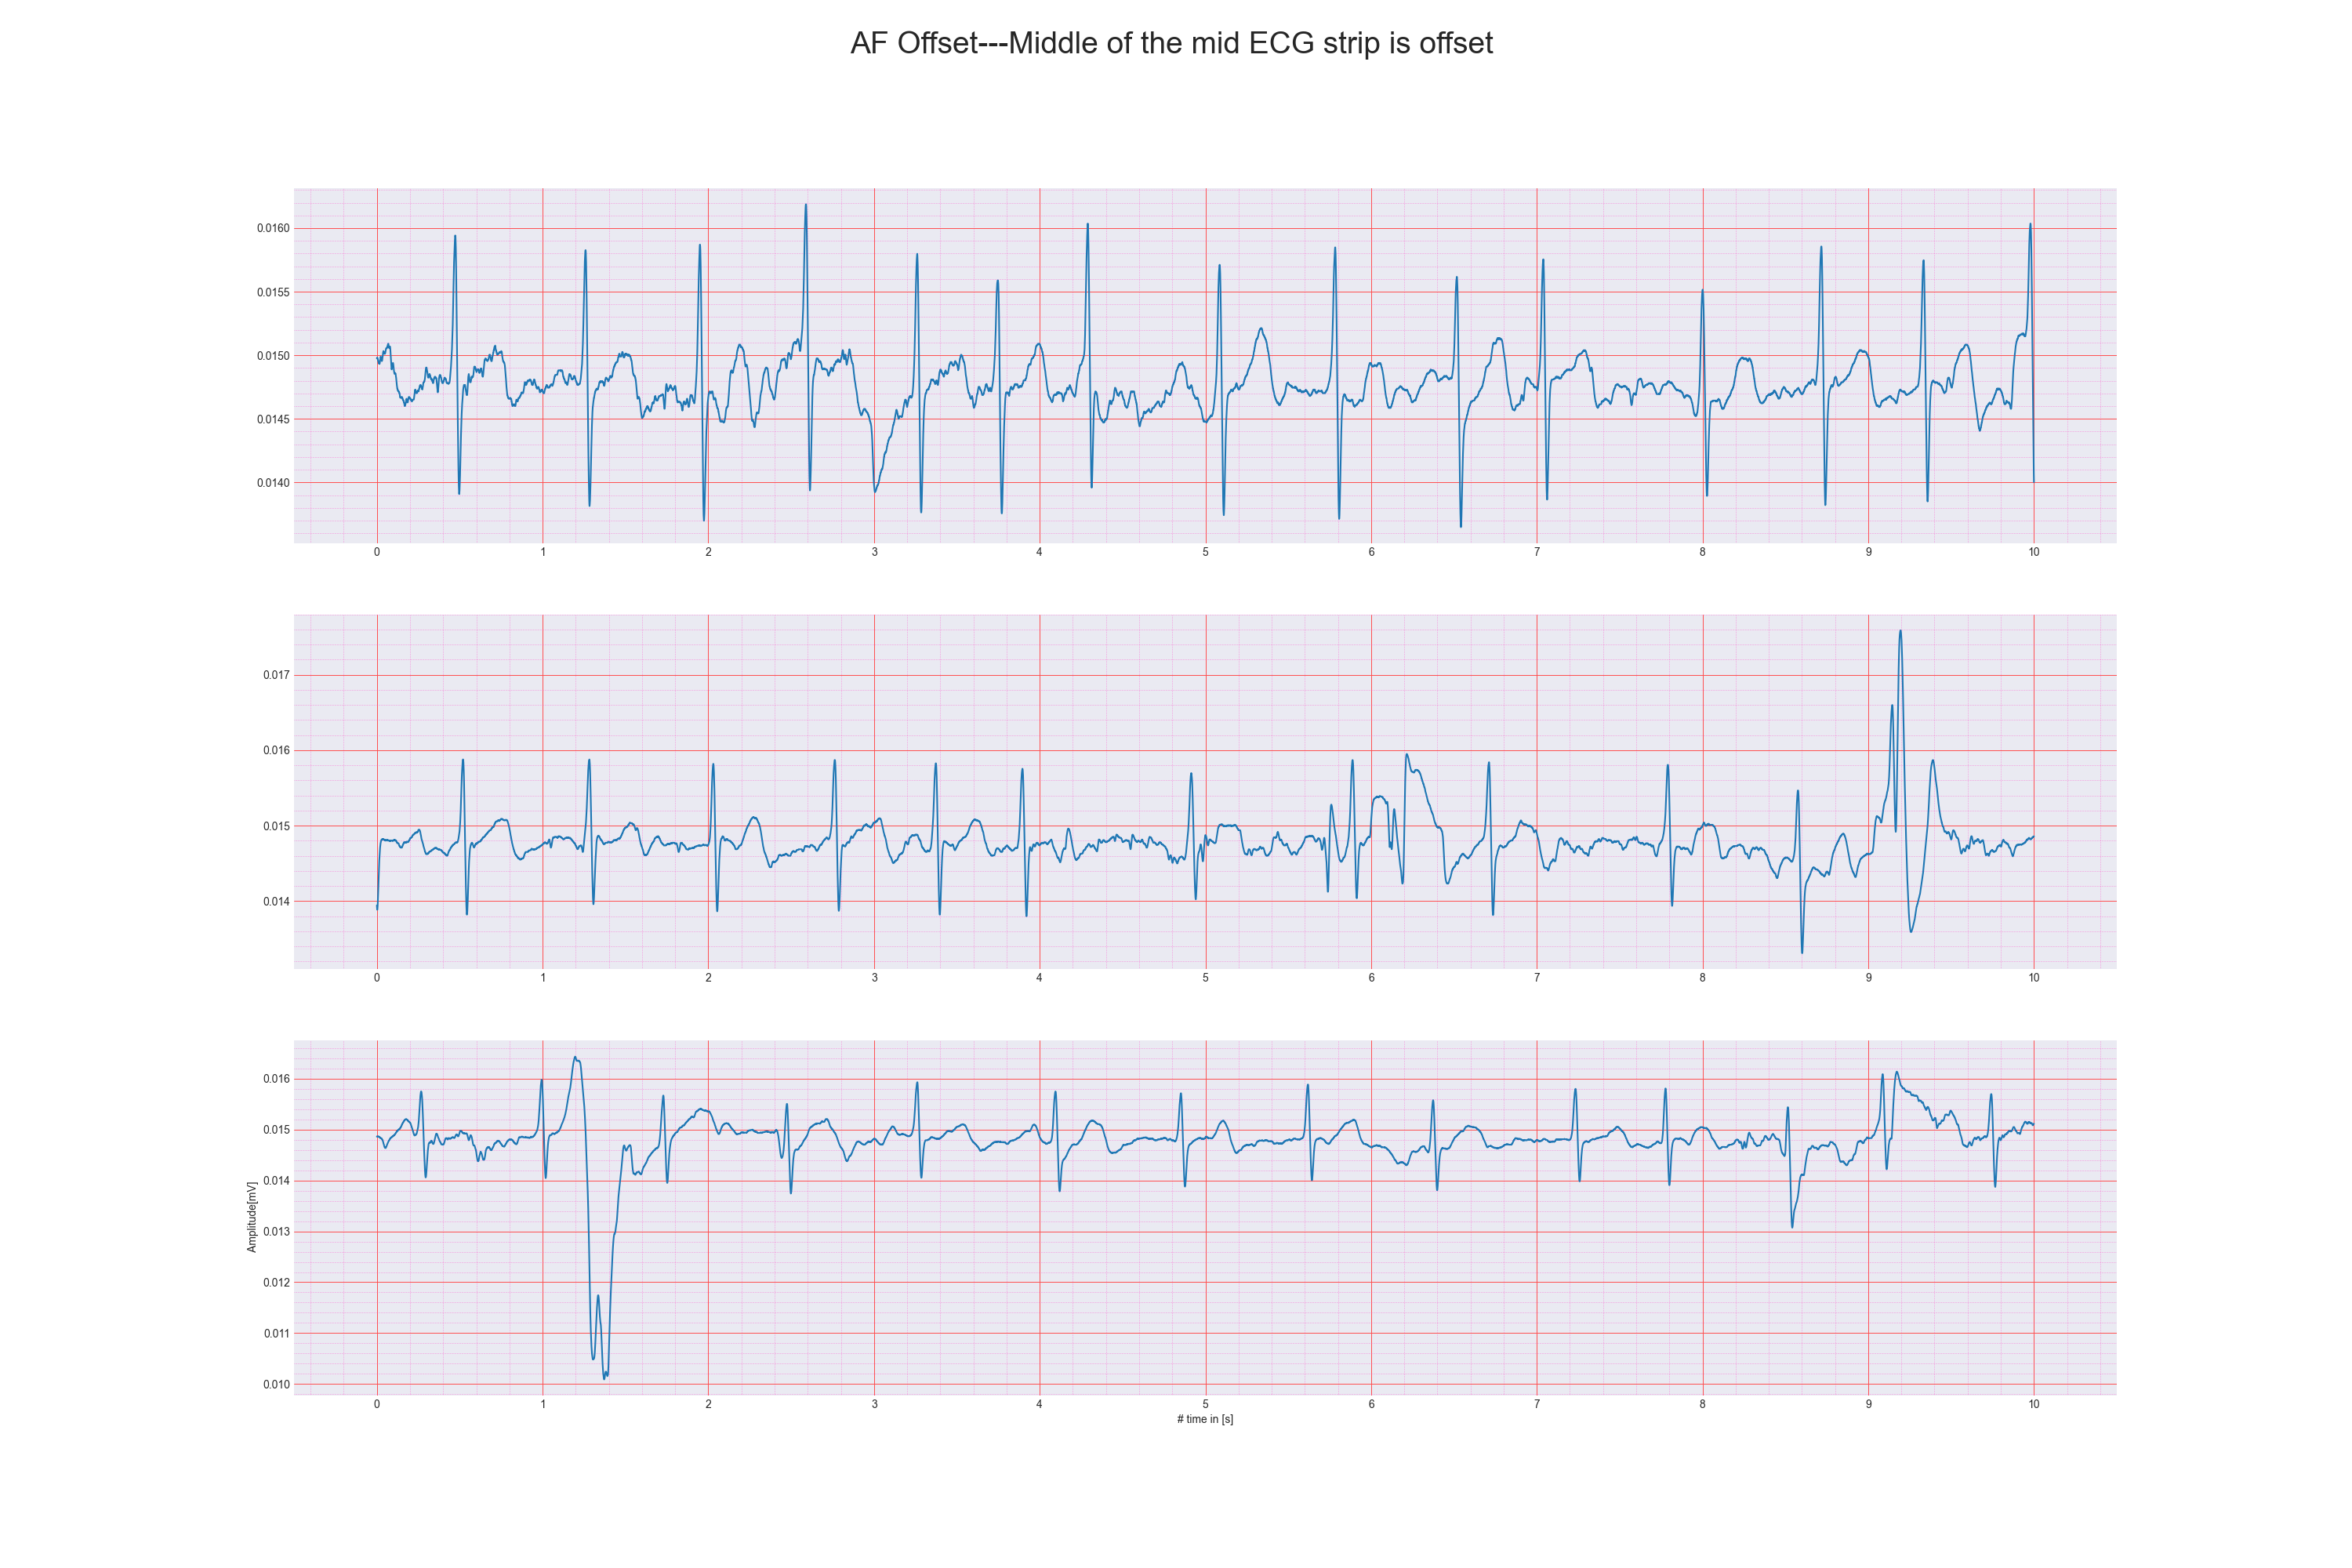 AF Offset---Middle of the mid ECG strip is offset
0.0160
0.0155
0.0150
0.0145
0.0140
0 1 2 3 4 5 6 7 8 9 10
0.017
0.016
0.015
0.014
0 1 2 3 4 5 6 7 8 9 10
0.016
0.015
0.014
0.013
0.012
0.011
0.010
Amplitude[mV]
0 1 2 3 4 5 6 7 8 9 10
# time in [s]